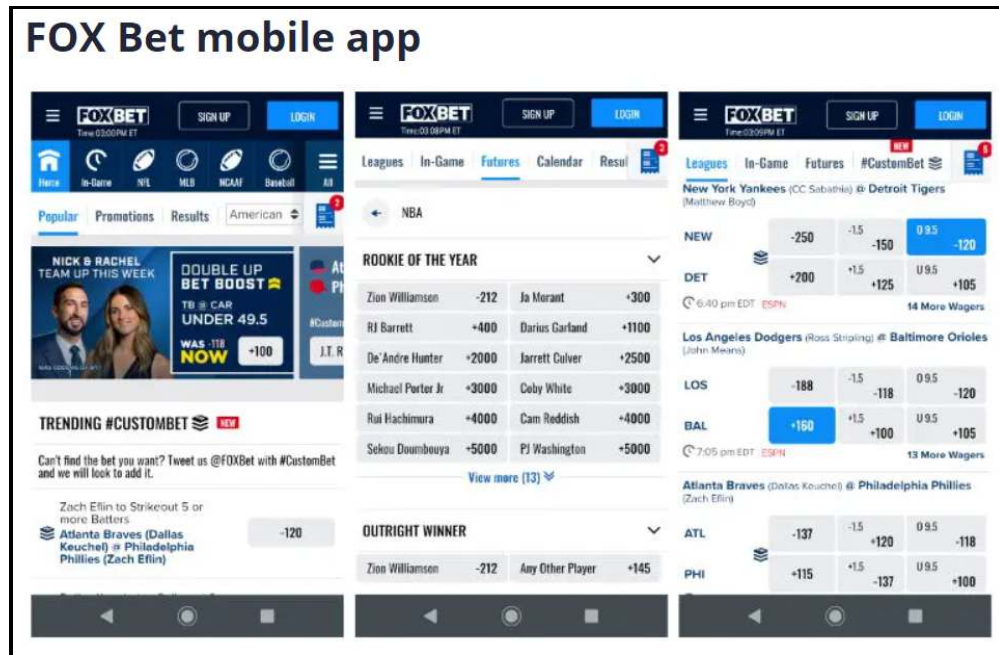 FOX Bet mobile app
FOX BET
SIGN UP
LOGIN
Time:03:00PM ET
Home
In-Game
NFL
MLB
NCAAF
Baseball
All
Popular
Promotions
Results
American
2
NICK & RACHEL
TEAM UP THIS WEEK
DOUBLE UP
BET BOOST
TB @ CAR
UNDER 49.5
WAS -118
NOW
+100
At
Ph
#Custom
J.T. R
TRENDING #CUSTOMBET NEW
Can't find the bet you want? Tweet us @FOXBet with #CustomBet
and we will look to add it.
Zach Eflin to Strikeout 5 or
more Batters
Atlanta Braves (Dallas
Keuchel) @ Philadelphia
Phillies (Zach Eflin)
-120
FOX BET
SIGN UP
LOGIN
Time:03:08PM ET
Leagues In-Game Futures Calendar Resul
3
NBA
ROOKIE OF THE YEAR
Zion Williamson -212 Ja Morant +300
RJ Barrett +400 Darius Garland +1100
De'Andre Hunter +2000 Jarrett Culver +2500
Michael Porter Jr +3000 Coby White +3000
Rui Hachimura +4000 Cam Reddish +4000
Sekou Doumbouya +5000 PJ Washington +5000
View more (13)
OUTRIGHT WINNER
Zion Williamson -212 Any Other Player +145
FOX BET
SIGN UP
LOGIN
Time:03:09PM ET
NEW
Leagues In-Game Futures #CustomBet
New York Yankees (CC Sabathia) @ Detroit Tigers
(Matthew Boyd)
NEW -250 -1.5 -150 O 9.5 -120
DET +200 +1.5 +125 U 9.5 +105
6:40 pm EDT ESPN 14 More Wagers
Los Angeles Dodgers (Ross Stripling) @ Baltimore Orioles
(John Means)
LOS -188 -1.5 -118 O 9.5 -120
BAL +160 +1.5 +100 U 9.5 +105
7:05 pm EDT ESPN 13 More Wagers
Atlanta Braves (Dallas Keuchel) @ Philadelphia Phillies
(Zach Eflin)
ATL -137 -1.5 +120 O 9.5 -118
PHI +115 +1.5 -137 U 9.5 +100